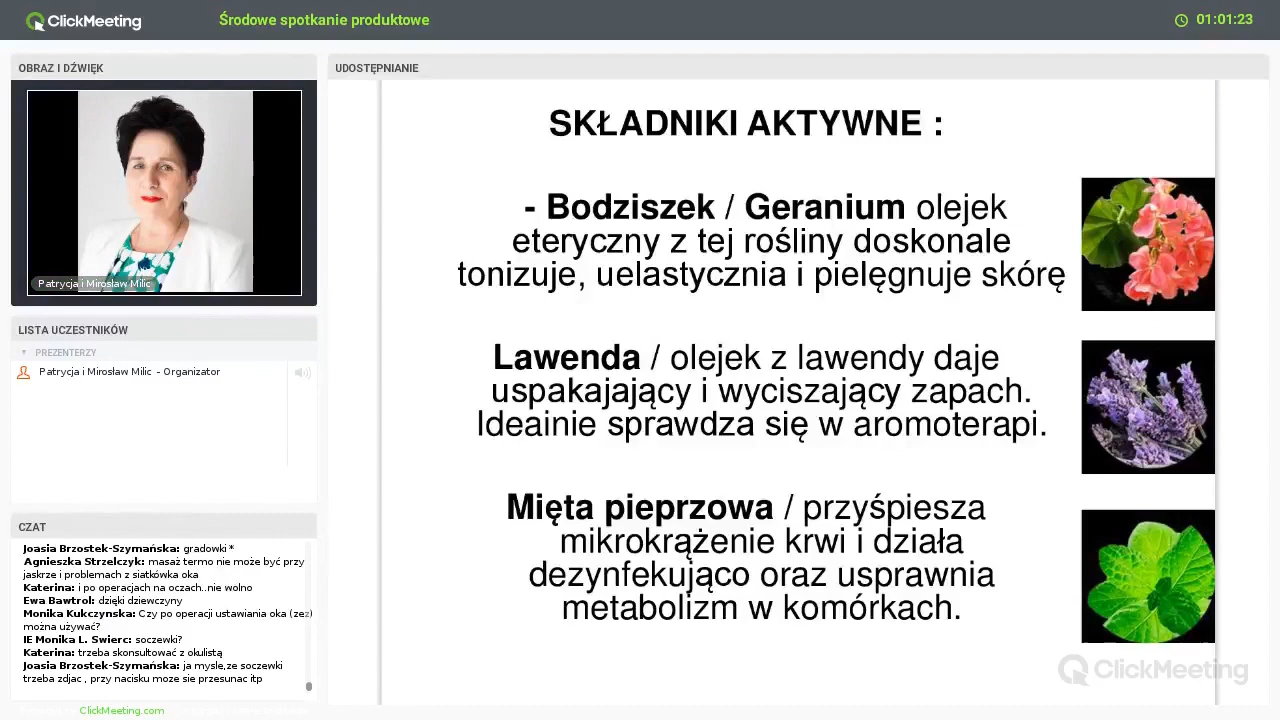 ClickMeeting
Środowe spotkanie produktowe
01:01:23
OBRAZ I DŹWIĘK
Patrycja i Mirosław Milic
LISTA UCZESTNIKÓW
PREZENTERZY
Patrycja i Mirosław Milic - Organizator
CZAT
Joasia Brzostek-Szymańska: gradowki *
Agnieszka Strzelczyk: masaż termo nie może być przy
jaskrze i problemach z siatkówka oka
Katerina: i po operacjach na oczach..nie wolno
Ewa Bawtrol: dzięki dziewczyny
Monika Kukczynska: Czy po operacji ustawiania oka (zez)
można używać?
IE Monika L. Swierc: soczewki?
Katerina: trzeba skonsultować z okulistą
Joasia Brzostek-Szymańska: ja mysle,ze soczewki
trzeba zdjac , przy nacisku moze sie przesunac itp
ClickMeeting.com
UDOSTĘPNIANIE
SKŁADNIKI AKTYWNE :
- Bodziszek / Geranium olejek
eteryczny z tej rośliny doskonale
tonizuje, uelastycznia i pielęgnuje skórę
Lawenda / olejek z lawendy daje
uspakajający i wyciszający zapach.
Ideainie sprawdza się w aromoterapi.
Mięta pieprzowa / przyśpiesza
mikrokrążenie krwi i działa
dezynfekująco oraz usprawnia
metabolizm w komórkach.
ClickMeeting